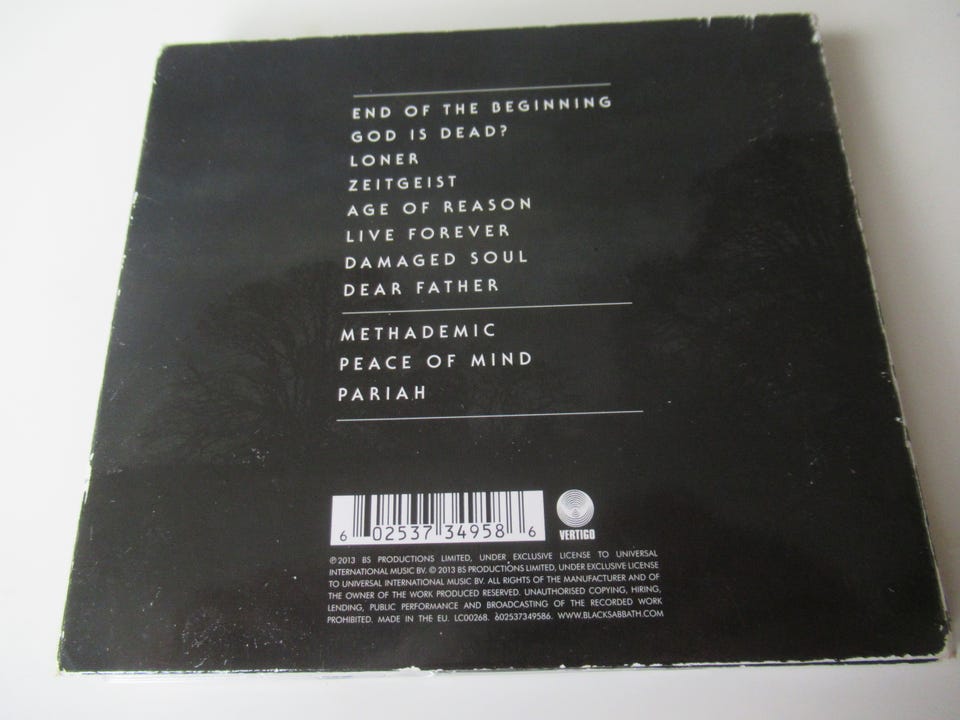 END OF THE BEGINNING
GOD IS DEAD?
LONER
ZEITGEIST
AGE OF REASON
LIVE FOREVER
DAMAGED SOUL
DEAR FATHER
METHADEMIC
PEACE OF MIND
PARIAH
6 02537 34958 6
VERTIGO
℗ 2013 BS PRODUCTIONS LIMITED, UNDER EXCLUSIVE LICENSE TO UNIVERSAL
INTERNATIONAL MUSIC BV. © 2013 BS PRODUCTIONS LIMITED, UNDER EXCLUSIVE LICENSE
TO UNIVERSAL INTERNATIONAL MUSIC BV. ALL RIGHTS OF THE MANUFACTURER AND OF
THE OWNER OF THE WORK PRODUCED RESERVED. UNAUTHORISED COPYING, HIRING,
LENDING, PUBLIC PERFORMANCE AND BROADCASTING OF THE RECORDED WORK
PROHIBITED. MADE IN THE EU. LC00268. 602537349586. WWW.BLACKSABBATH.COM